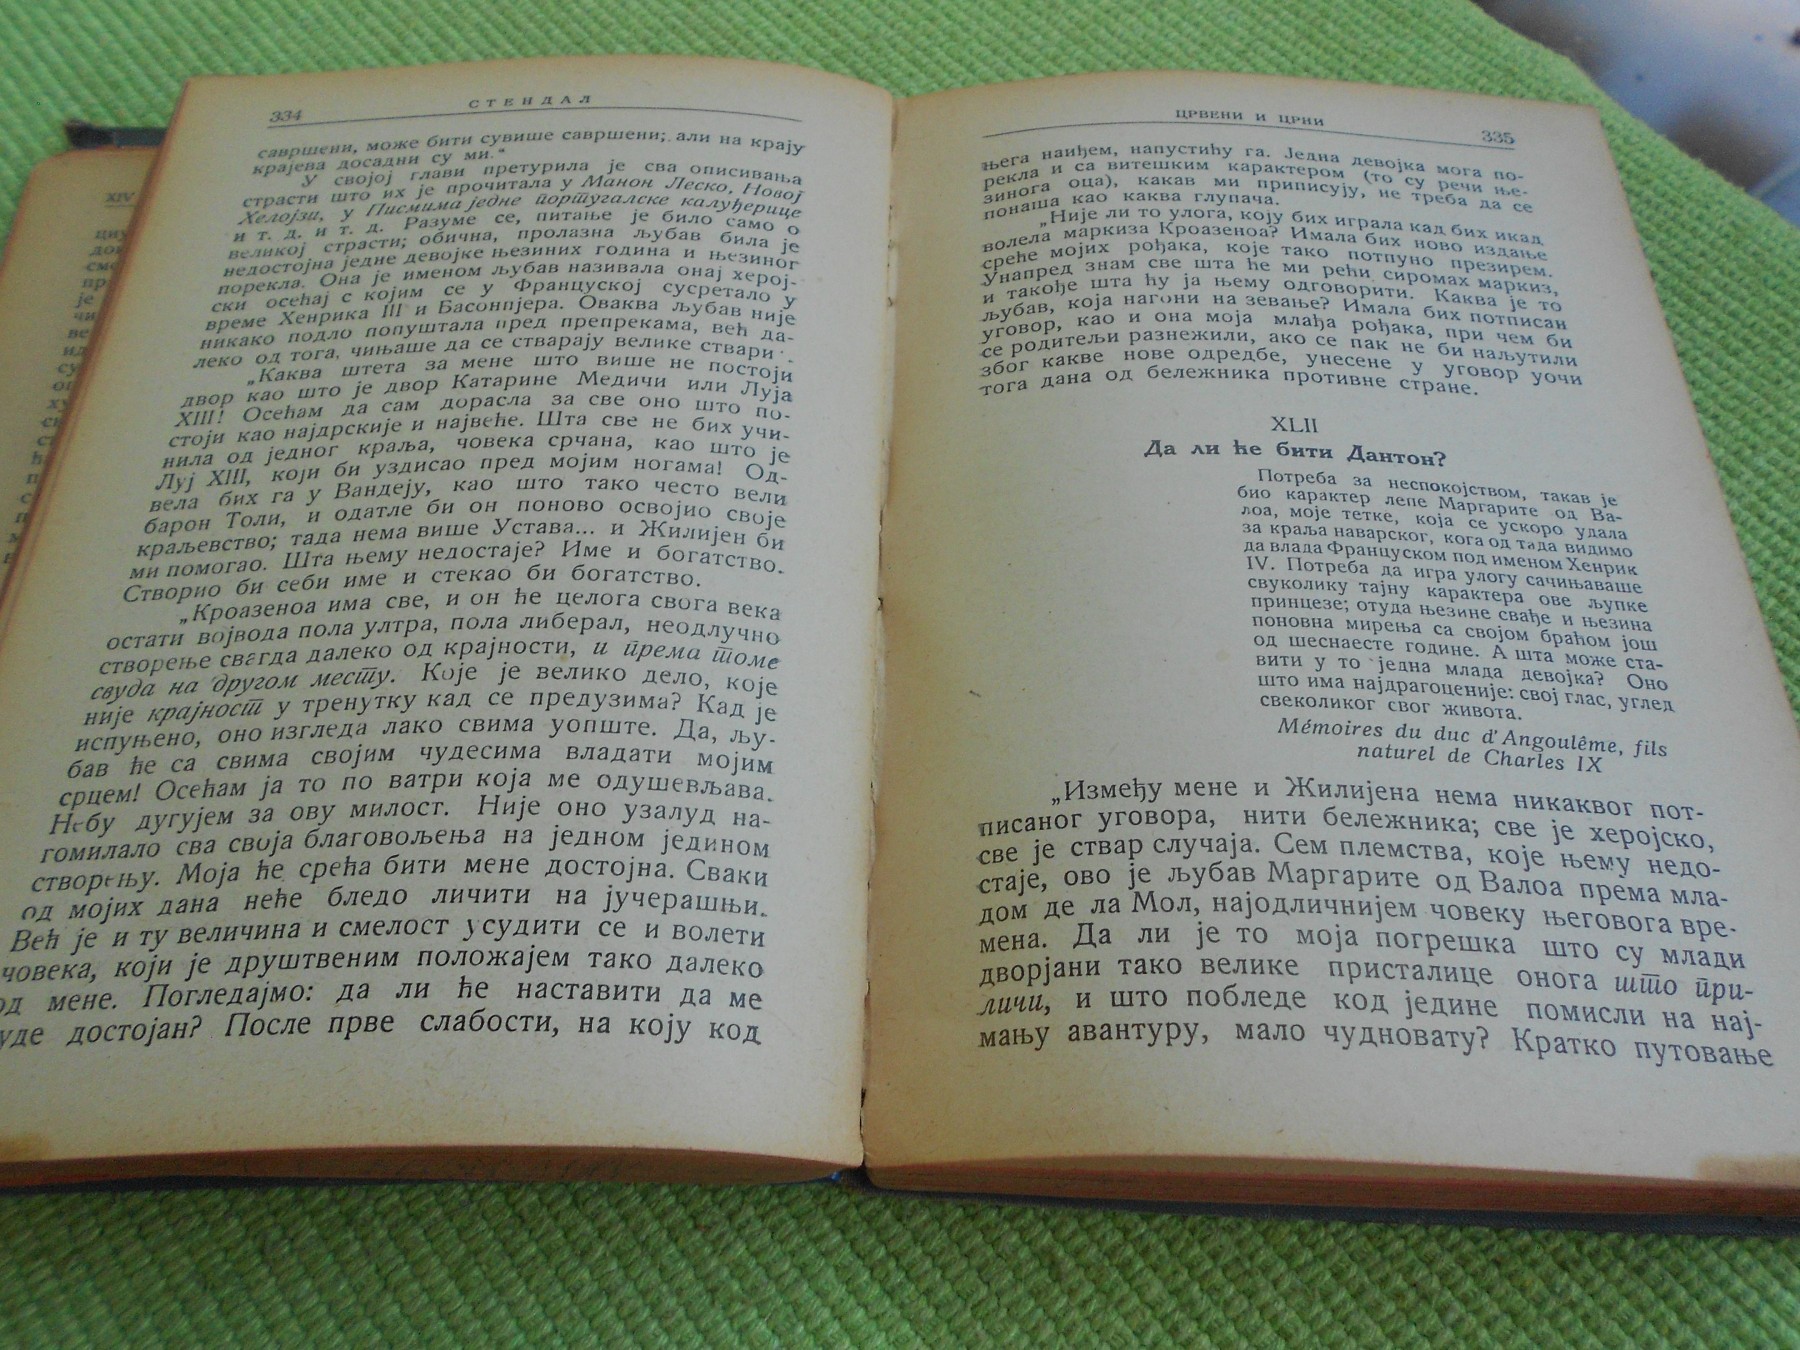 334
СТЕНДАЛ
савршени, може бити сувише савршени; али на крају
крајева досадни су ми.“
У својој глави претурила је сва описивања
страсти што их је прочитала у Манон Леско, Новој
Хелојзи, у Писмима једне португалске калуђерице
и т. д. и т. д. Разуме се, питање је било само о
великој страсти; обична, пролазна љубав била је
недостојна једне девојке њезиних година и њезиног
порекла. Она је именом љубав називала онај херој-
ски осећај с којим се у Француској сусретало у
време Хенрика III и Басонпјера. Оваква љубав није
никако подло попуштала пред препрекама, већ да-
леко од тога, чињаше да се стварају велике ствари.
„Каква штета за мене што више не постоји
двор као што је двор Катарине Медичи или Луја
XIII! Осећам да сам дорасла за све оно што по-
стоји као најдрскије и највеће. Шта све не бих учи-
нила од једног краља, човека срчана, као што је
Луј XIII, који би уздисао пред мојим ногама! Од-
вела бих га у Вандеју, као што тако често вели
барон Толи, и одатле би он поново освојио своје
краљевство; тада нема више Устава... и Жилијен би
ми помогао. Шта њему недостаје? Име и богатство.
Створио би себи име и стекао би богатство.
„Кроазеноа има све, и он ће целога свога века
остати војвода пола ултра, пола либерал, неодлучно
створење свагда далеко од крајности, и према томе
свуда на другом месту. Које је велико дело, које
није крајност у тренутку кад се предузима? Кад је
испуњено, оно изгледа лако свима уопште. Да, љу-
бав ће са свима својим чудесима владати мојим
срцем! Осећам ја то по ватри која ме одушевљава.
Небу дугујем за ову милост. Није оно узалуд на-
гомилало сва своја благовољења на једном једином
створењу. Моја ће срећа бити мене достојна. Сваки
од мојих дана неће бледо личити на јучерашњи.
Већ је и ту величина и смелост усудити се и волети
човека, који је друштвеним положајем тако далеко
од мене. Погледајмо: да ли ће наставити да ме
уде достојан? После прве слабости, на коју код
ЦРВЕНИ И ЦРНИ
335
њега наиђем, напустићу га. Једна девојка мога по-
рекла и са витешким карактером (то су речи ње-
зинога оца), какав ми приписују, не треба да се
понаша као каква глупача.
„Није ли то улога, коју бих играла кад бих икад
волела маркиза Кроазеноа? Имала бих ново издање
среће мојих рођака, које тако потпуно презирем.
Унапред знам све шта ће ми рећи сиромах маркиз,
и такође шта ћу ја њему одговорити. Каква је то
љубав, која нагони на зевање? Имала бих потписан
уговор, као и она моја млађа рођака, при чем би
се родитељи разнежили, ако се пак не би наљутили
због какве нове одредбе, унесене у уговор уочи
тога дана од бележника противне стране.
XLII
Да ли ће бити Дантон?
Потреба за неспокојством, такав је
био карактер лепе Маргарите од Ва-
лоа, моје тетке, која се ускоро удала
за краља наварског, кога од тада видимо
да влада Француском под именом Хенрик
IV. Потреба да игра улогу сачињаваше
свуколику тајну карактера ове љупке
принцезе; отуда њезине свађе и њезина
поновна мирења са својом браћом још
од шеснаесте године. А шта може ста-
вити у то једна млада девојка? Оно
што има најдрагоценије: свој глас, углед
свеколиког свог живота.
Mémoires du duc d'Angoulême, fils
naturel de Charles IX
„Између мене и Жилијена нема никаквог пот-
писаног уговора, нити бележника; све је херојско,
све је ствар случаја. Сем племства, које њему недо-
стаје, ово је љубав Маргарите од Валоа према мла-
дом де ла Мол, најодличнијем човеку његовога вре-
мена. Да ли је то моја погрешка што су млади
дворјани тако велике присталице онога што при-
личи, и што побледе код једине помисли на нај-
мању авантуру, мало чудновату? Кратко путовање
XIV